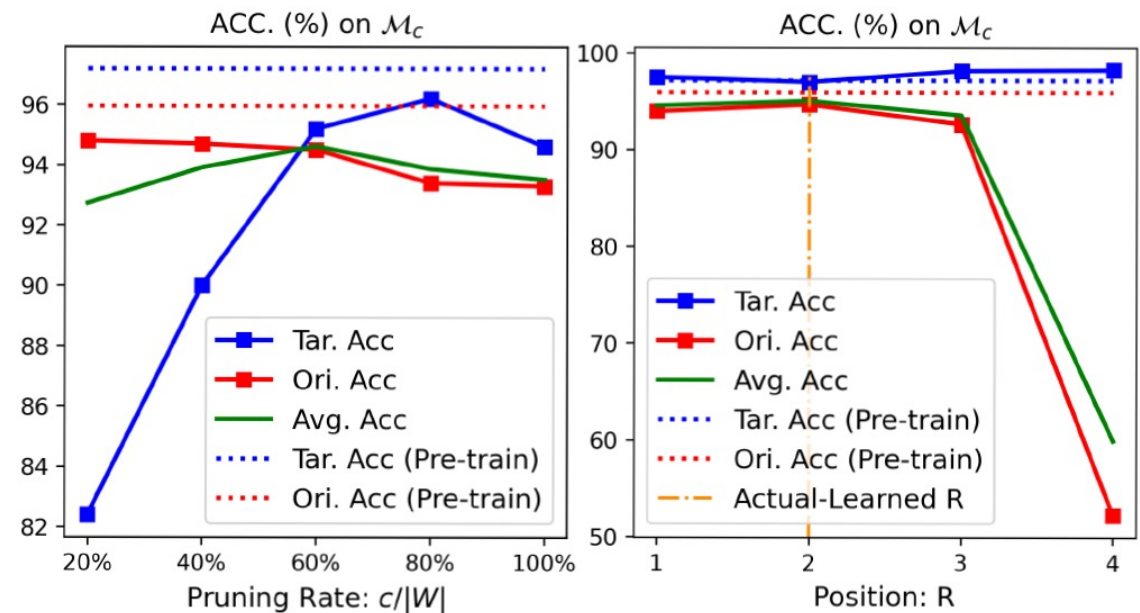 ACC. (%) on ℳc
96
94
92
90
88
86
84
82
Tar. Acc
Ori. Acc
Avg. Acc
Tar. Acc (Pre-train)
Ori. Acc (Pre-train)
20% 40% 60% 80% 100%
Pruning Rate: c/|W|
ACC. (%) on ℳc
100
90
80
70
60
50
Tar. Acc
Ori. Acc
Avg. Acc
Tar. Acc (Pre-train)
Ori. Acc (Pre-train)
Actual-Learned R
1 2 3 4
Position: R